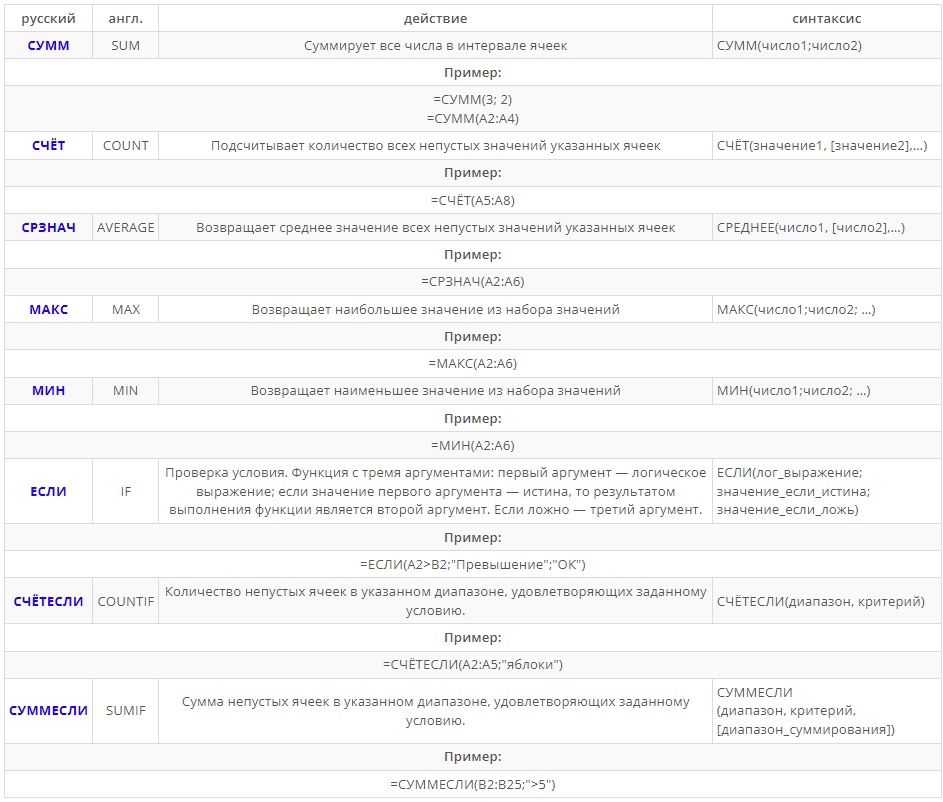 русский англ. действие синтаксис
СУММ SUM Суммирует все числа в интервале ячеек СУММ(число1;число2)
Пример:
=СУММ(3; 2)
=СУММ(A2:A4)
СЧЁТ COUNT Подсчитывает количество всех непустых значений указанных ячеек СЧЁТ(значение1, [значение2],...)
Пример:
=СЧЁТ(A5:A8)
СРЗНАЧ AVERAGE Возвращает среднее значение всех непустых значений указанных ячеек СРЕДНЕЕ(число1, [число2],...)
Пример:
=СРЗНАЧ(A2:A6)
МАКС MAX Возвращает наибольшее значение из набора значений МАКС(число1;число2; ...)
Пример:
=МАКС(A2:A6)
МИН MIN Возвращает наименьшее значение из набора значений МИН(число1;число2; ...)
Пример:
=МИН(A2:A6)
ЕСЛИ IF Проверка условия. Функция с тремя аргументами: первый аргумент — логическое
выражение; если значение первого аргумента — истина, то результатом
выполнения функции является второй аргумент. Если ложно — третий аргумент.
ЕСЛИ(лог_выражение;
значение_если_истина;
значение_если_ложь)
Пример:
=ЕСЛИ(A2>B2;"Превышение";"ОК")
СЧЁТЕСЛИ COUNTIF Количество непустых ячеек в указанном диапазоне, удовлетворяющих заданному
условию.
СЧЁТЕСЛИ(диапазон, критерий)
Пример:
=СЧЁТЕСЛИ(A2:A5;"яблоки")
СУММЕСЛИ SUMIF Сумма непустых ячеек в указанном диапазоне, удовлетворяющих заданному
условию.
СУММЕСЛИ
(диапазон, критерий,
[диапазон_суммирования])
Пример:
=СУММЕСЛИ(B2:B25;">5")